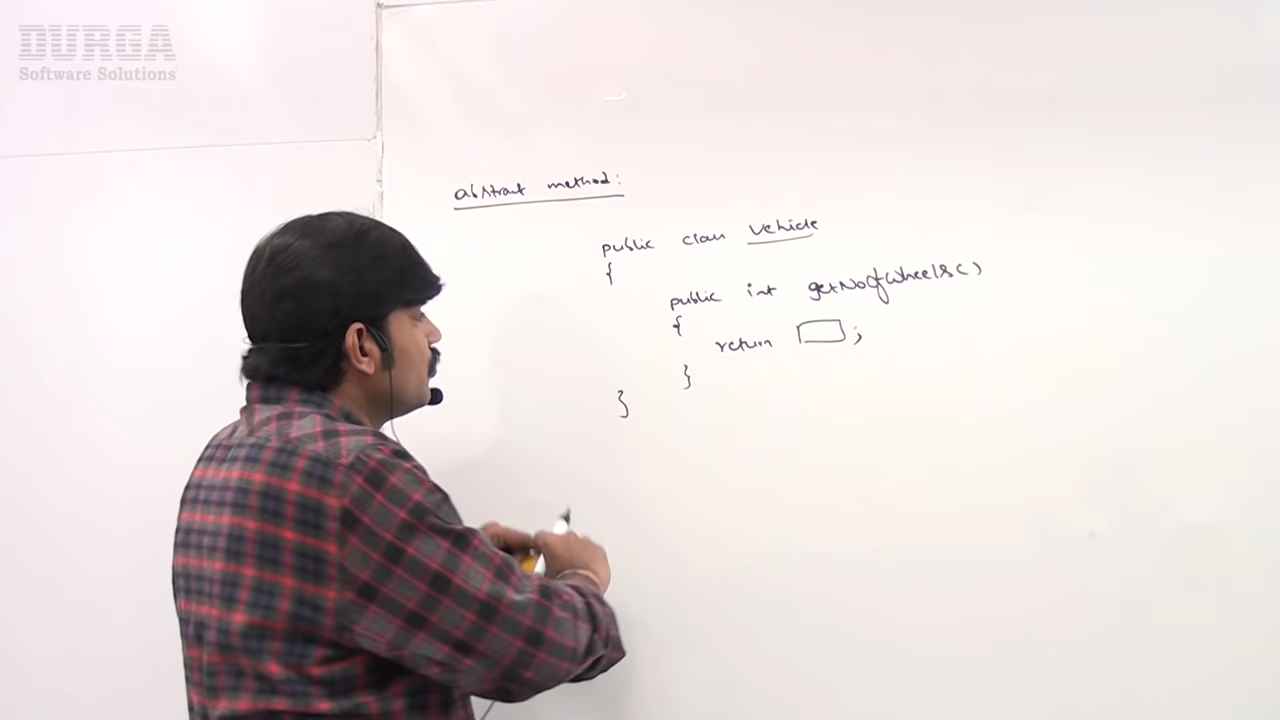 DURGA
Software Solutions
abstract method:
public class Vehicle
{
public int getNoOfWheels()
{
return ;
}
}